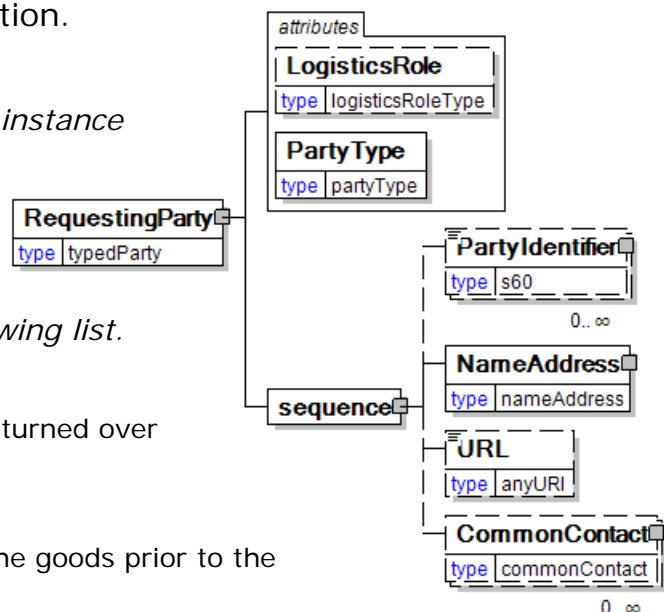 tion.
instance
wing list.
turned over
ne goods prior to the
attributes
LogisticsRole
type logisticsRoleType
PartyType
type partyType
RequestingParty
type typedParty
sequence
PartyIdentifier
type s60
0.. ∞
NameAddress
type nameAddress
URL
type anyURI
CommonContact
type commonContact
0.. ∞